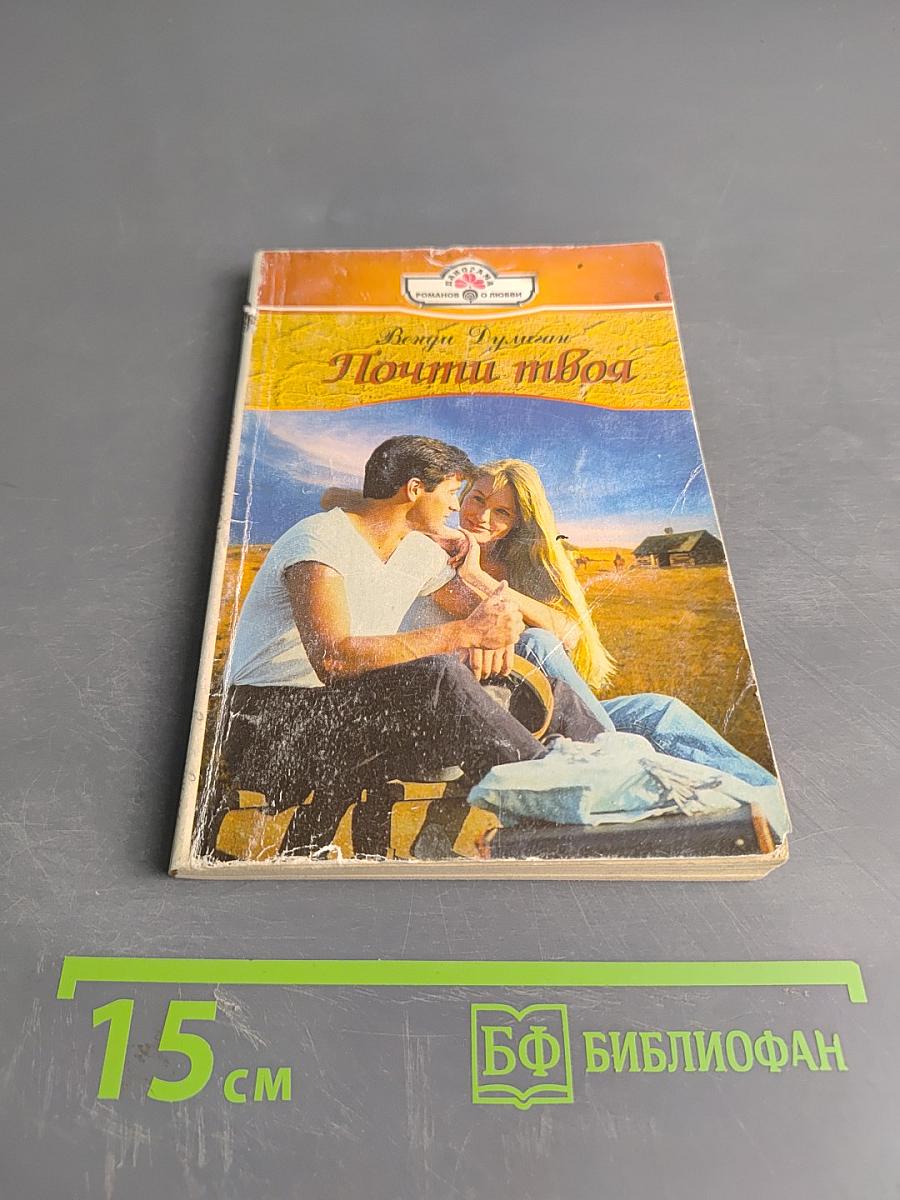 ПАНОРАМА
РОМАНОВ О ЛЮБВИ
Венди Дулиган
Почти твоя
15 см
БФ БИБЛИОФАН